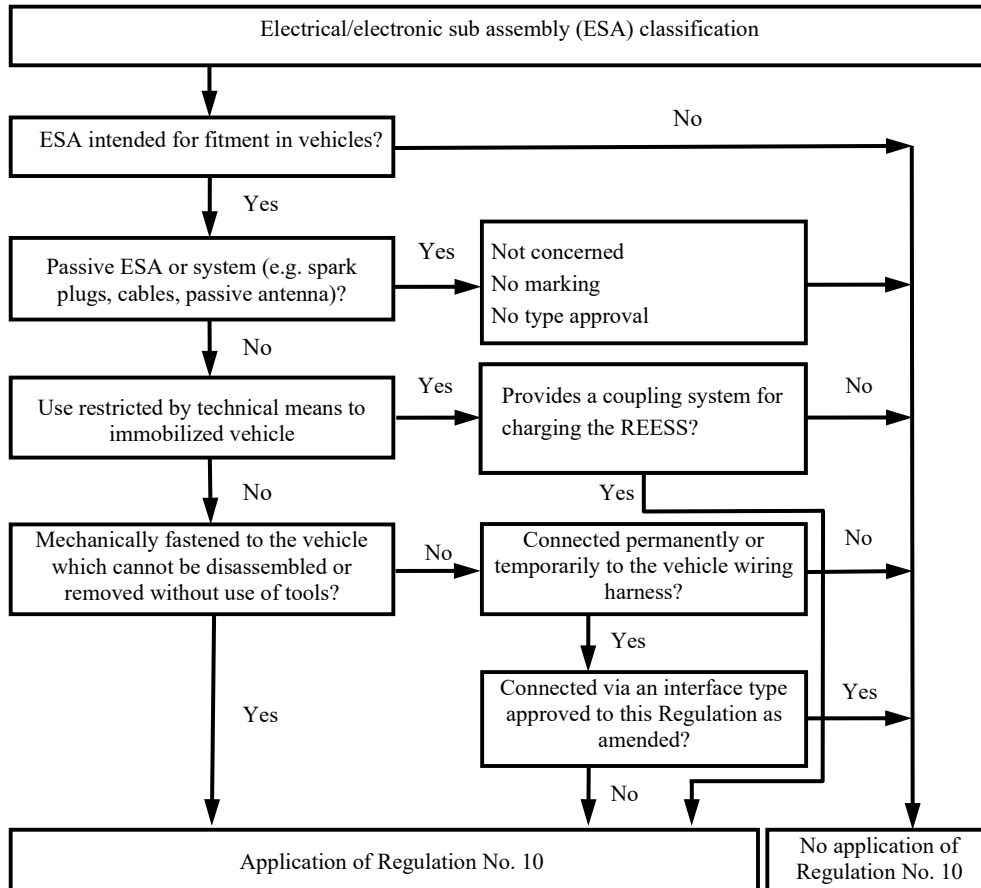 Electrical/electronic sub assembly (ESA) classification
No
ESA intended for fitment in vehicles?
Yes
Passive ESA or system (e.g. spark
plugs, cables, passive antenna)?
Yes
Not concerned
No marking
No type approval
No
Use restricted by technical means to
immobilized vehicle
Yes
Provides a coupling system for
charging the REESS?
No
No
Yes
Mechanically fastened to the vehicle
which cannot be disassembled or
removed without use of tools?
No
Connected permanently or
temporarily to the vehicle wiring
harness?
No
Yes
Yes
Connected via an interface type
approved to this Regulation as
amended?
Yes
No
Application of Regulation No. 10
No application of
Regulation No. 10